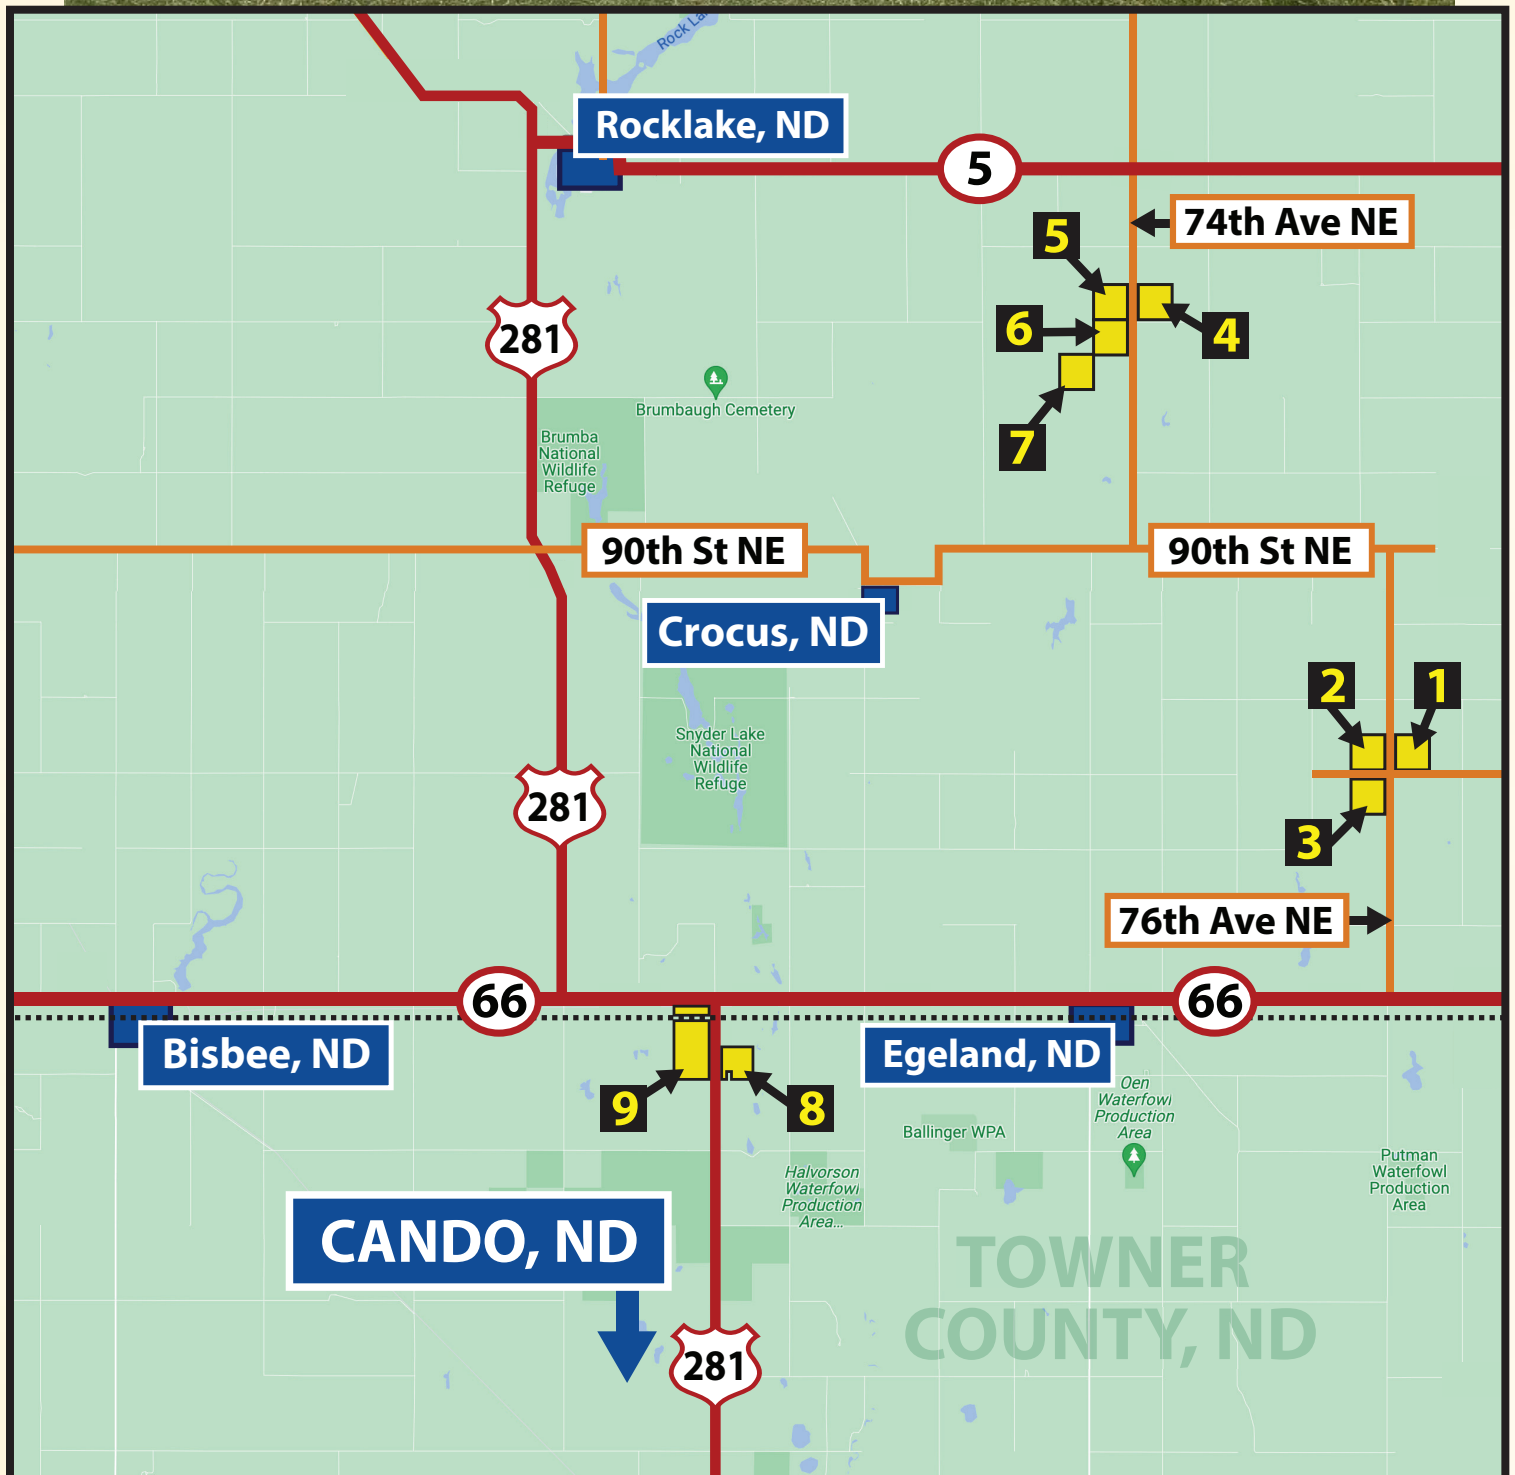 Rock La
Rocklake, ND
5
74th Ave NE
5
6
4
7
281
Brumbaugh Cemetery
Brumba
National
Wildlife
Refuge
90th St NE
90th St NE
Crocus, ND
2
1
Snyder Lake
National
Wildlife
Refuge
281
3
76th Ave NE
66
66
Bisbee, ND
Egeland, ND
9
8
Oen
Waterfowl
Production
Area
Ballinger WPA
Halvorson
Waterfowl
Production
Area...
Putman
Waterfowl
Production
Area
CANDO, ND
TOWNER
COUNTY, ND
281